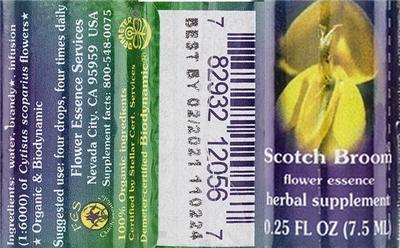 Ingredients: water, brandy★, infusion
(1:6000) of Cytisus scoparius flowers★
★ Organic & Biodynamic
Suggested use: four drops, four times daily
FES
Flower Essence Services
Nevada City, CA 95959 USA
Supplement facts: 800-548-0075
100% Organic Ingredients
Certified by Stellar Cert. Services
Demeter-certified Biodynamic®
BEST BY 02/2021 110224
7 82932 12056 7
Scotch Broom
flower essence
herbal supplement
0.25 FL OZ (7.5 ML)